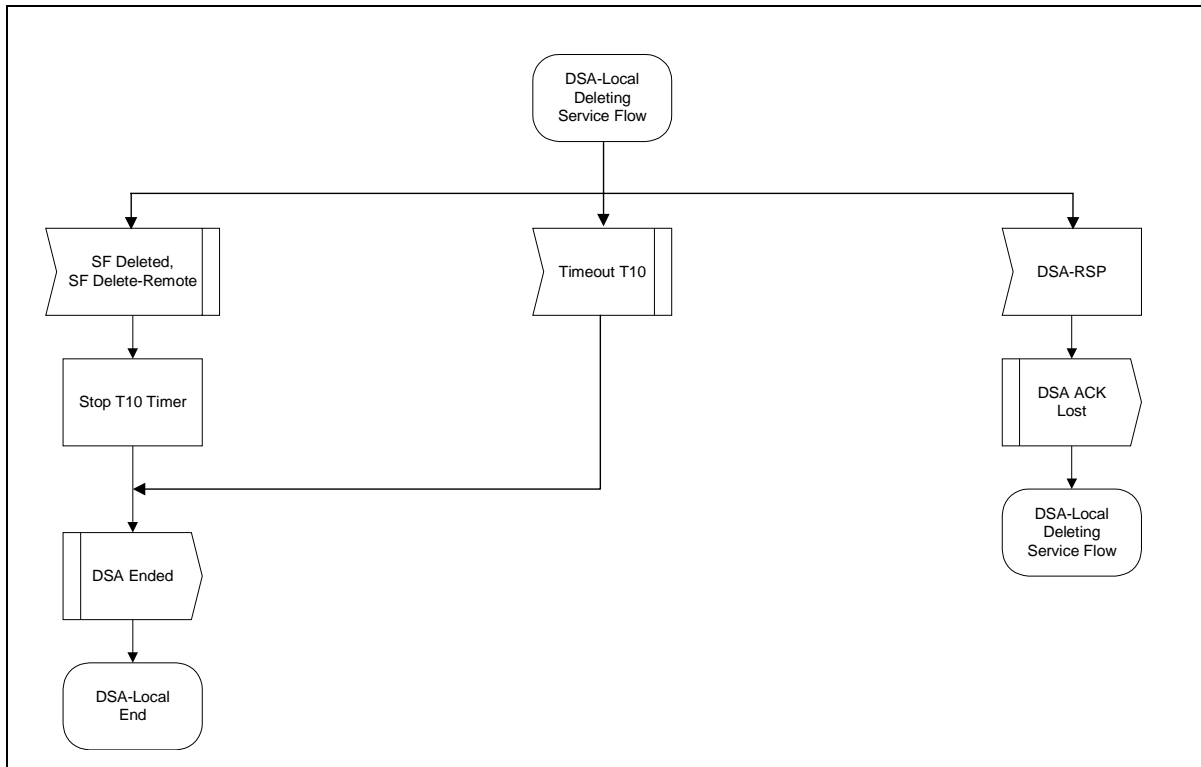 DSA-Local
Deleting
Service Flow
SF Deleted,
SF Delete-Remote
Timeout T10
DSA-RSP
Stop T10 Timer
DSA ACK
Lost
DSA-Local
Deleting
Service Flow
DSA Ended
DSA-Local
End